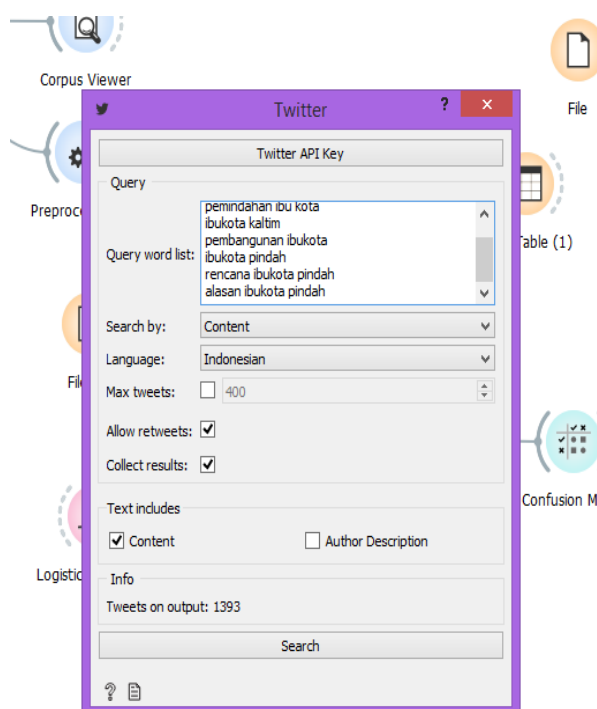 Corpus Viewer
File
Twitter
?
Twitter API Key
Query
Preproc
Query word list:
pemindahan ibu kota
ibukota kaltim
pembangunan ibukota
ibukota pindah
rencana ibukota pindah
alasan ibukota pindah
Table (1)
Search by: Content
Language: Indonesian
Max tweets: 400
Allow retweets:
Collect results:
Confusion M
Text includes
Content Author Description
Logistic
Info
Tweets on output: 1393
Search
?